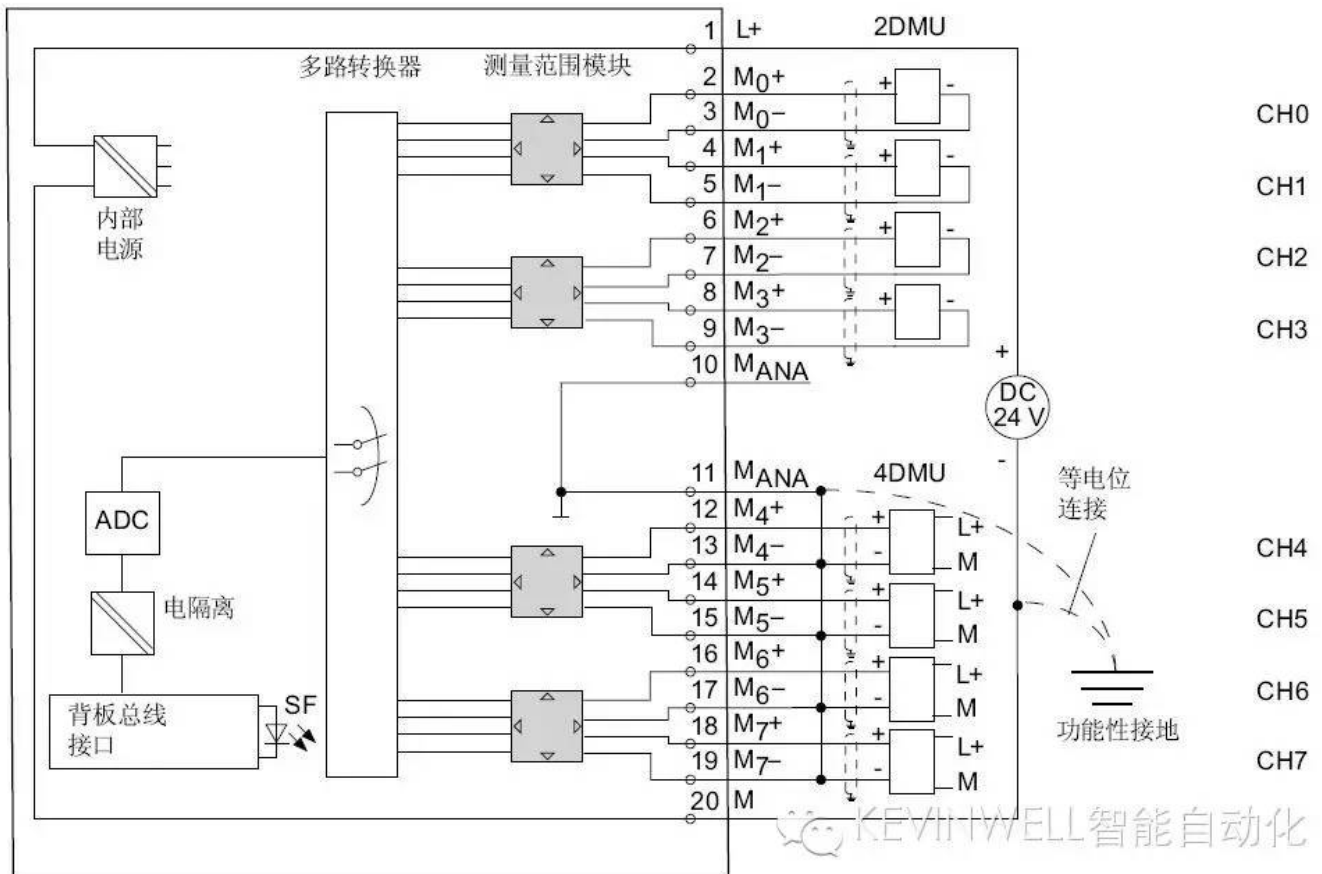 1 L+ 2DMU
多路转换器 测量范围模块
2 M0+ + -
3 M0− CH0
4 M1+ + -
5 M1− CH1
内部
电源
6 M2+ + -
7 M2− CH2
8 M3+ + -
9 M3− CH3
10 MANA
+
DC
24 V
-
11 MANA 4DMU
等电位
连接
ADC
12 M4+ + L+
13 M4− - M CH4
14 M5+ + L+
电隔离
15 M5− - M CH5
16 M6+ + L+
17 M6− - M CH6
背板总线
接口
SF
18 M7+ + L+
功能性接地
19 M7− - M CH7
20 M
KEVINWELL智能自动化